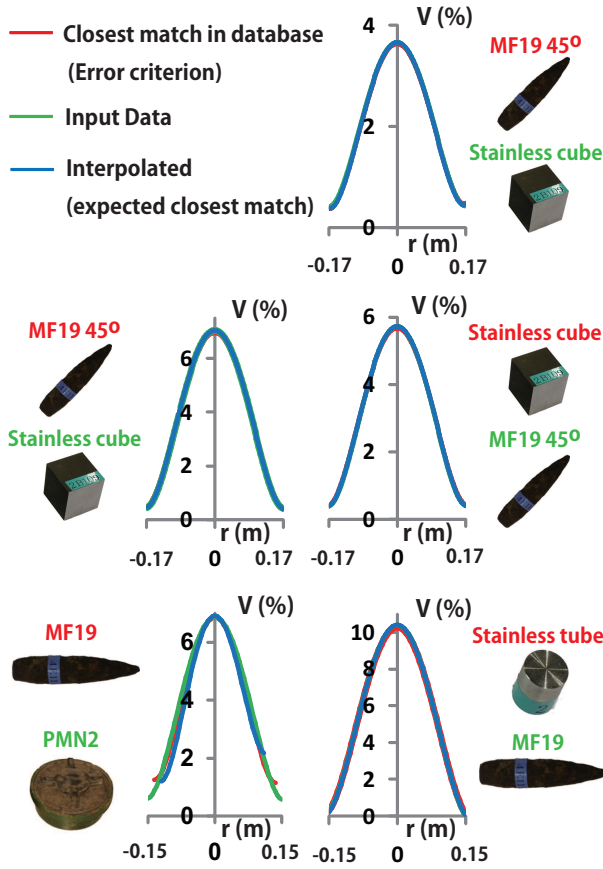 Closest match in database
(Error criterion)
Input Data
Interpolated
(expected closest match)
V (%)
4
2
0
r (m)
-0.17 0 0.17
MF19 45º
Stainless cube
MF19 45º
Stainless cube
V (%)
6
4
2
0
r (m)
-0.17 0 0.17
V (%)
6
4
2
0
r (m)
-0.17 0 0.17
Stainless cube
MF19 45º
MF19
PMN2
V (%)
6
4
2
0
r (m)
-0.15 0 0.15
V (%)
10
8
6
4
2
0
r (m)
-0.15 0 0.15
Stainless tube
MF19